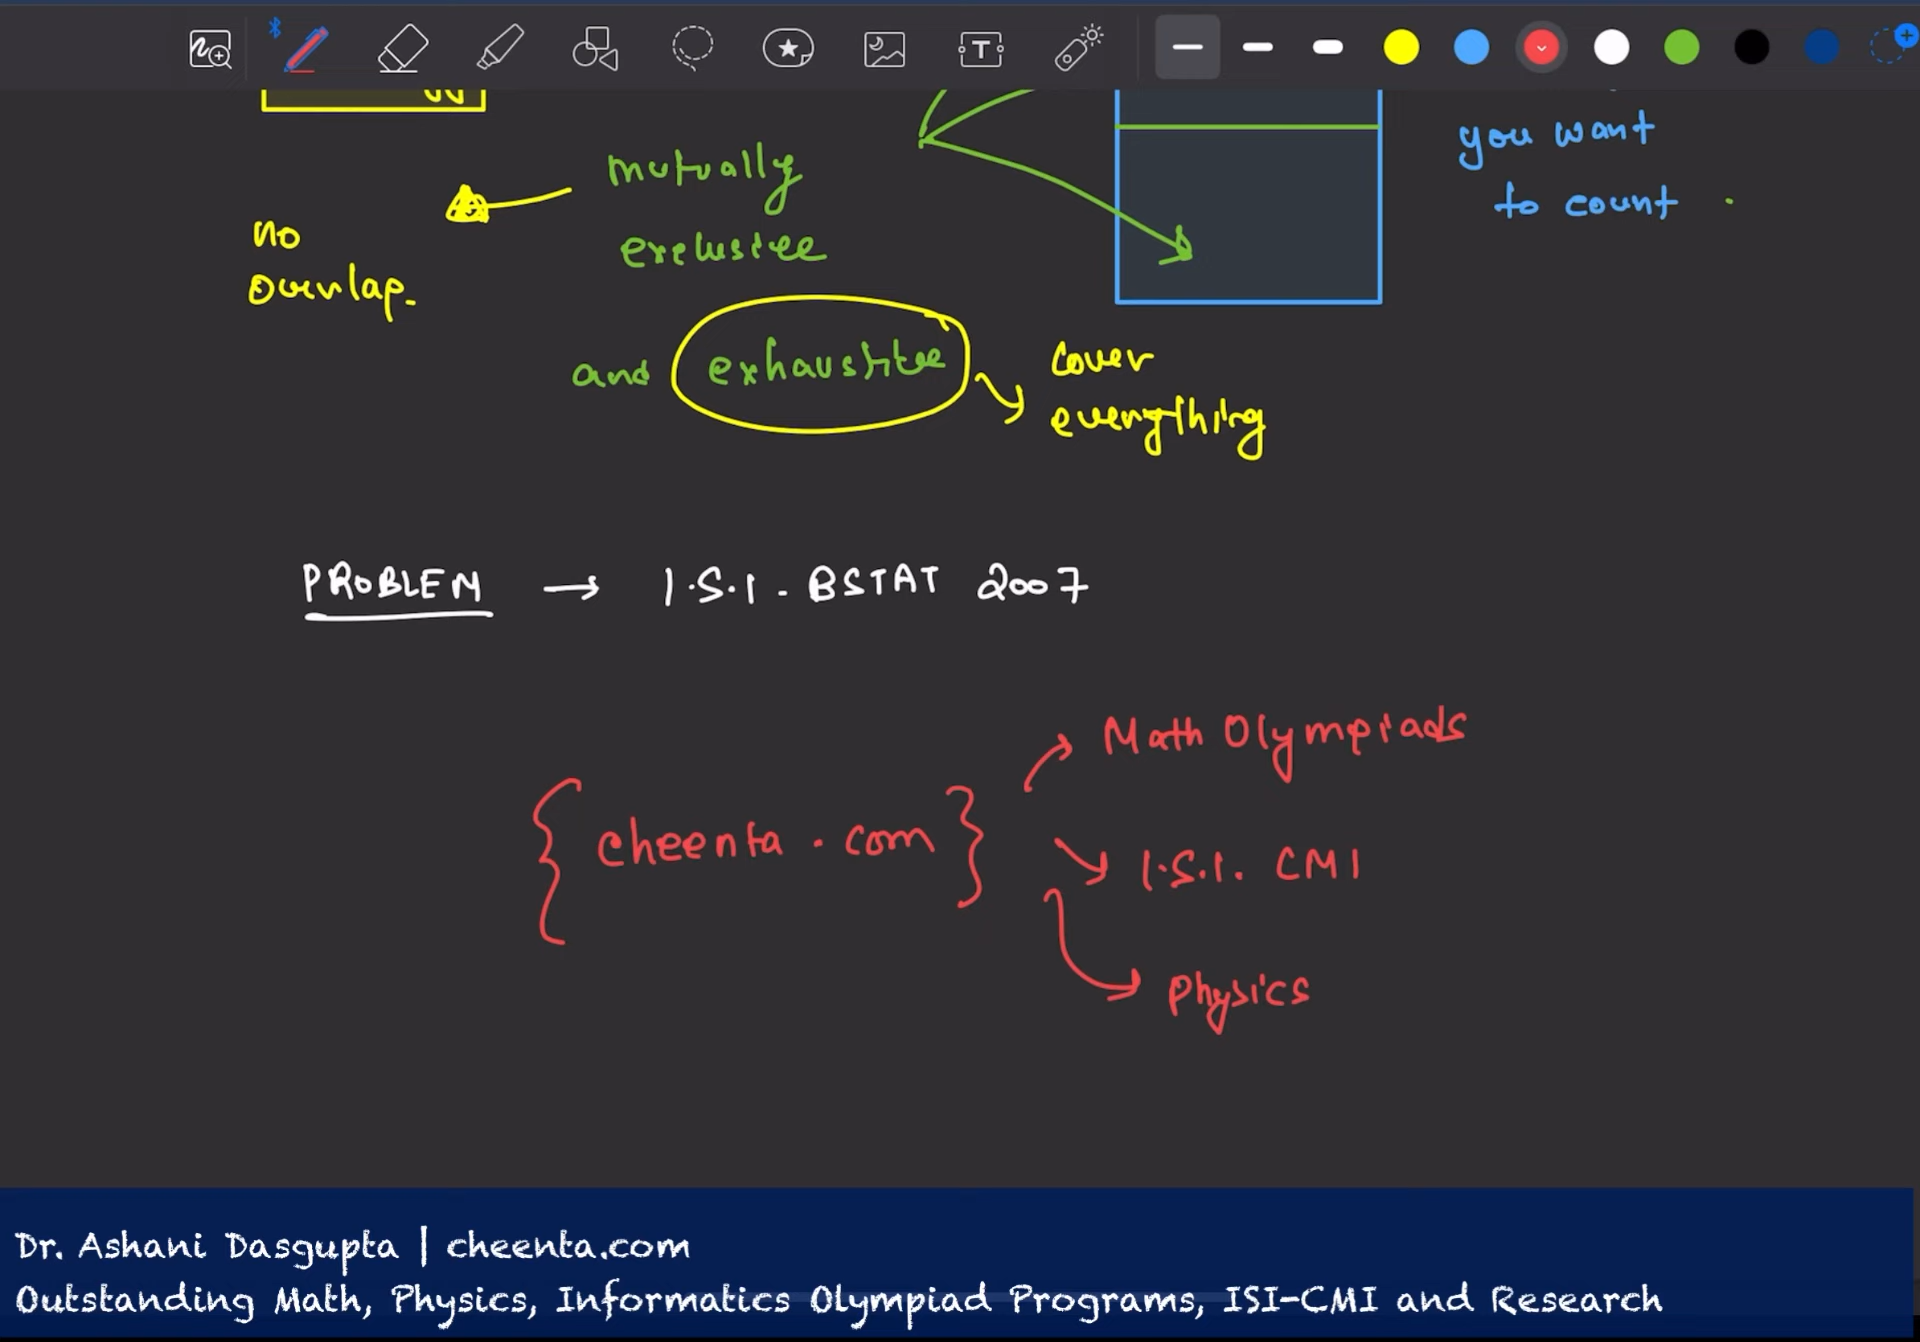 you want
to count
mutually
exclusive
no
overlap.
and exhaustive
cover
everything
PROBLEM → I.S.I. BSTAT 2007
{ cheenta.com }
Math Olympiads
I.S.I. CMI
Physics
Dr. Ashani Dasgupta | cheenta.com
Outstanding Math, Physics, Informatics Olympiad Programs, ISI-CMI and Research